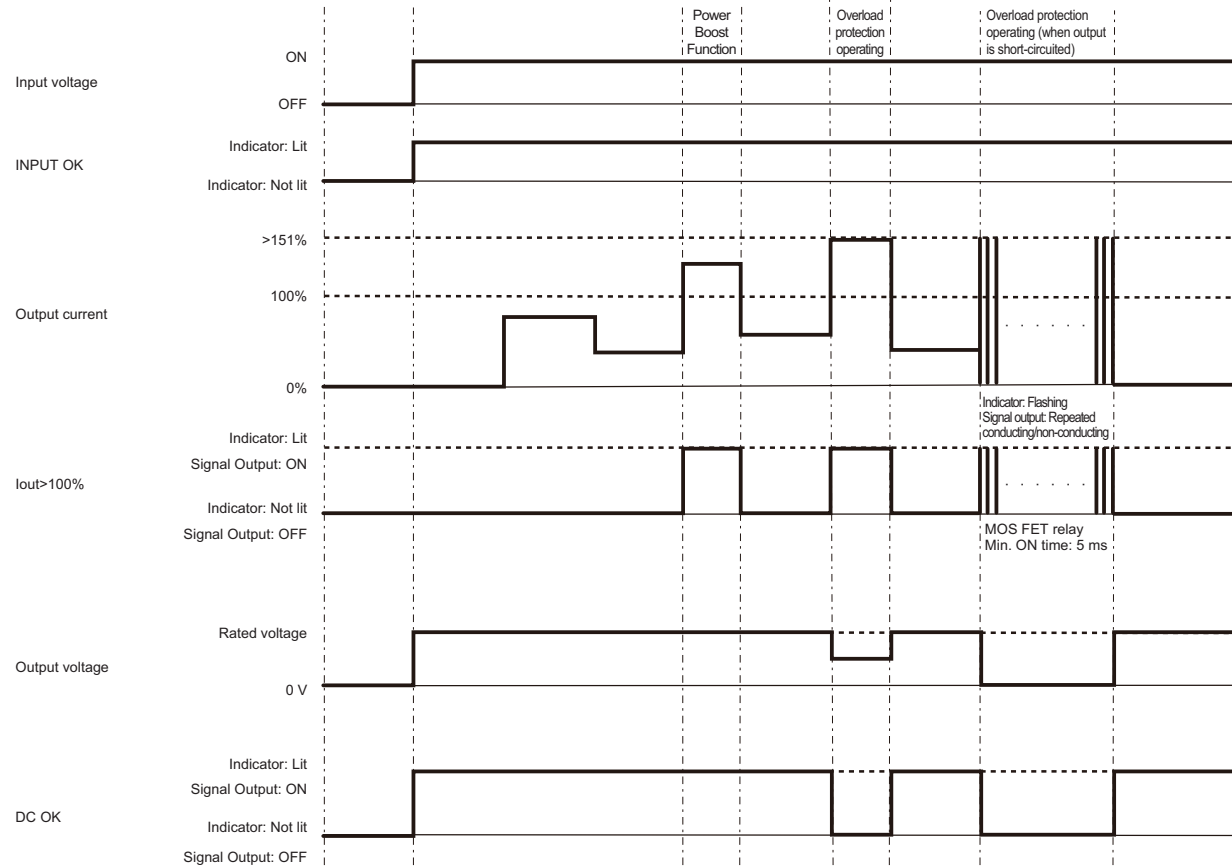 Power
Boost
Function
Overload
protection
operating
Overload protection
operating (when output
is short-circuited)
Input voltage
ON
OFF
INPUT OK
Indicator: Lit
Indicator: Not lit
Output current
>151%
100%
0%
Indicator: Flashing
Signal output: Repeated
conducting/non-conducting
Iout>100%
Indicator: Lit
Signal Output: ON
Indicator: Not lit
Signal Output: OFF
MOS FET relay
Min. ON time: 5 ms
Output voltage
Rated voltage
0 V
DC OK
Indicator: Lit
Signal Output: ON
Indicator: Not lit
Signal Output: OFF